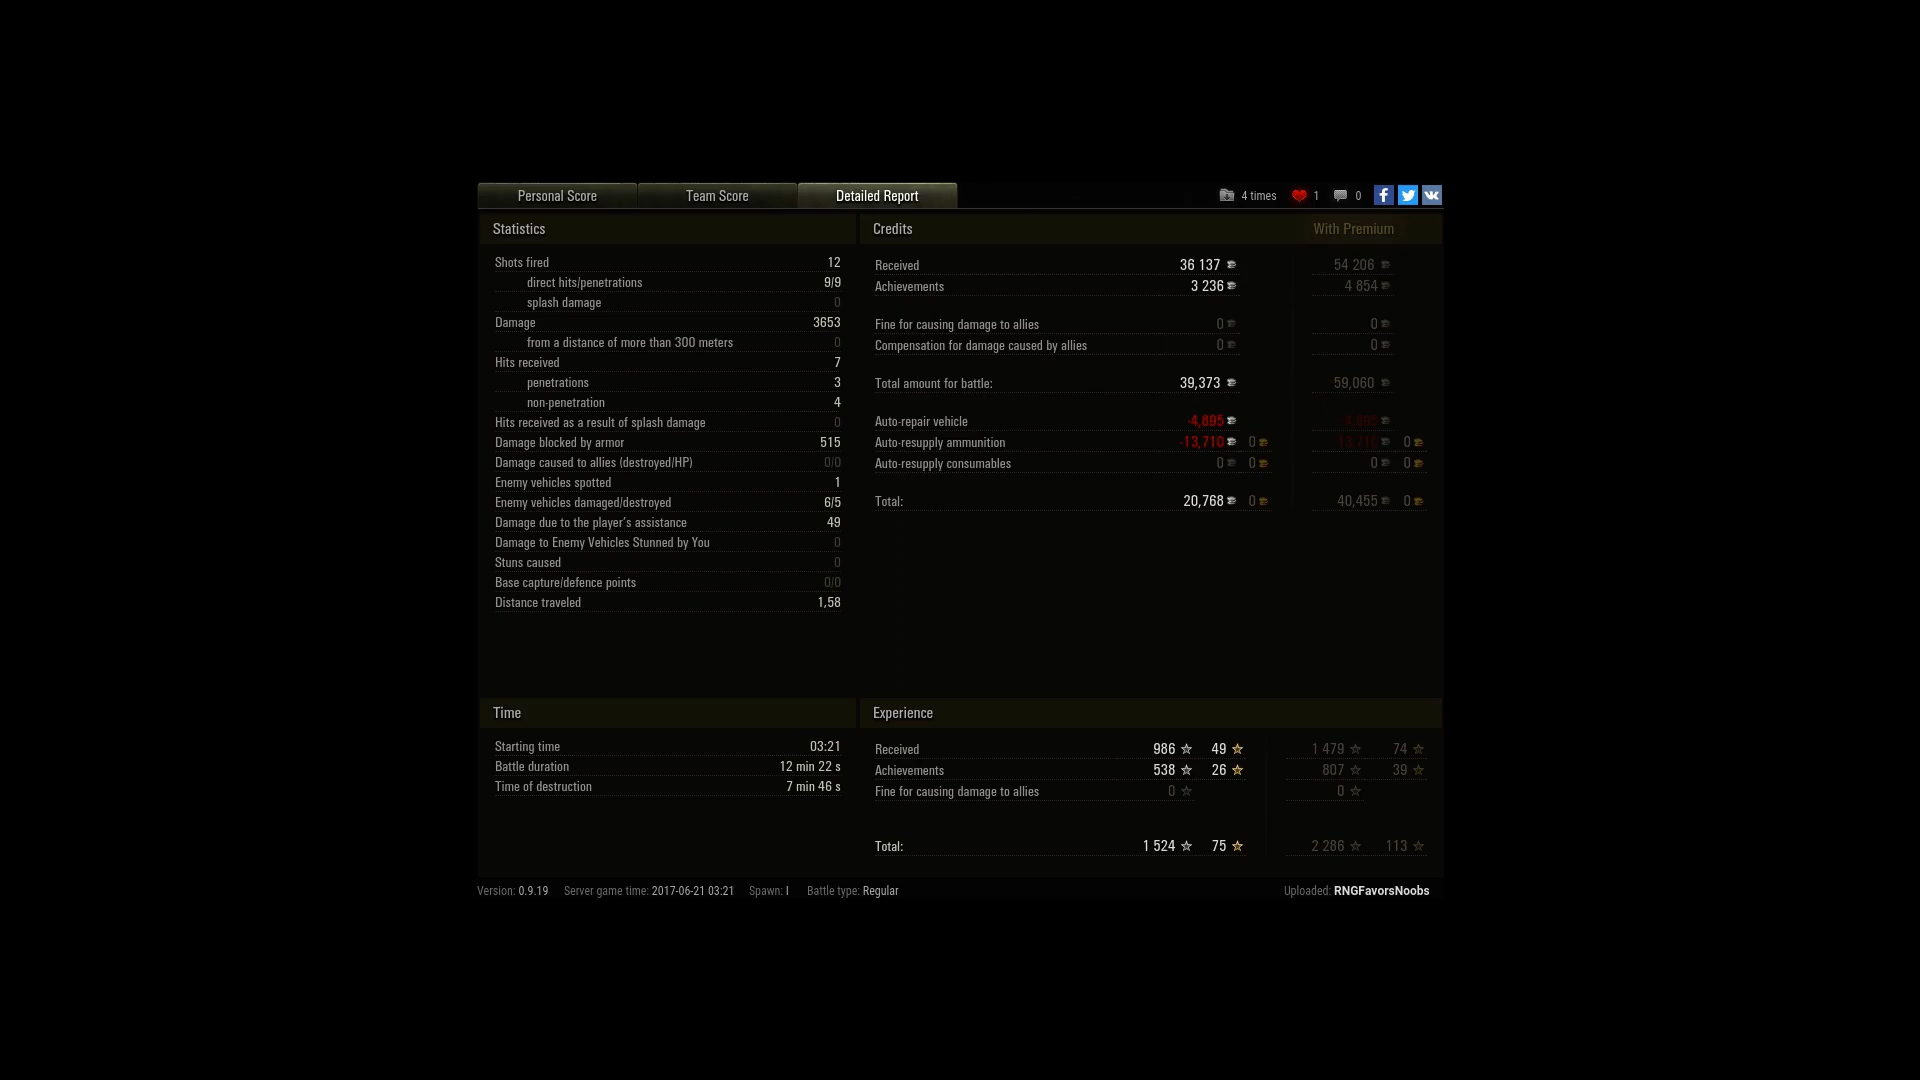 Personal Score Team Score Detailed Report 4 times 1 0
Statistics
Shots fired 12
direct hits/penetrations 9/9
splash damage 0
Damage 3653
from a distance of more than 300 meters 0
Hits received 7
penetrations 3
non-penetration 4
Hits received as a result of splash damage 0
Damage blocked by armor 515
Damage caused to allies (destroyed/HP) 0/0
Enemy vehicles spotted 1
Enemy vehicles damaged/destroyed 6/5
Damage due to the player's assistance 49
Damage to Enemy Vehicles Stunned by You 0
Stuns caused 0
Base capture/defence points 0/0
Distance traveled 1,58
Credits With Premium
Received 36 137 54 206
Achievements 3 236 4 854
Fine for causing damage to allies 0 0
Compensation for damage caused by allies 0 0
Total amount for battle: 39,373 59,060
Auto-repair vehicle -4,895 -4,895
Auto-resupply ammunition -13,710 0 -13,710 0
Auto-resupply consumables 0 0 0 0
Total: 20,768 0 40,455 0
Time
Starting time 03:21
Battle duration 12 min 22 s
Time of destruction 7 min 46 s
Experience
Received 986 49 1 479 74
Achievements 538 26 807 39
Fine for causing damage to allies 0 0
Total: 1 524 75 2 286 113
Version: 0.9.19 Server game time: 2017-06-21 03:21 Spawn: I Battle type: Regular Uploaded: RNGFavorsNoobs